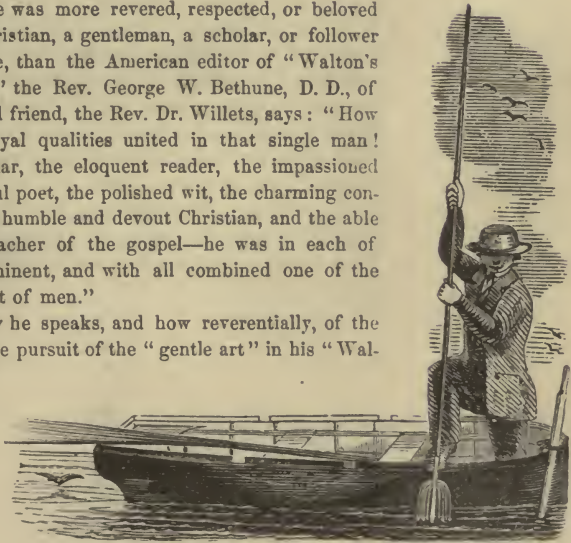 e was more revered, respected, or beloved
ristian, a gentleman, a scholar, or follower
e, than the American editor of “Walton's
” the Rev. George W. Bethune, D. D., of
l friend, the Rev. Dr. Willets, says: “How
yal qualities united in that single man!
ar, the eloquent reader, the impassioned
al poet, the polished wit, the charming con-
humble and devout Christian, and the able
acher of the gospel—he was in each of
minent, and with all combined one of the
t of men.”
y he speaks, and how reverentially, of the
e pursuit of the “gentle art” in his “Wal-